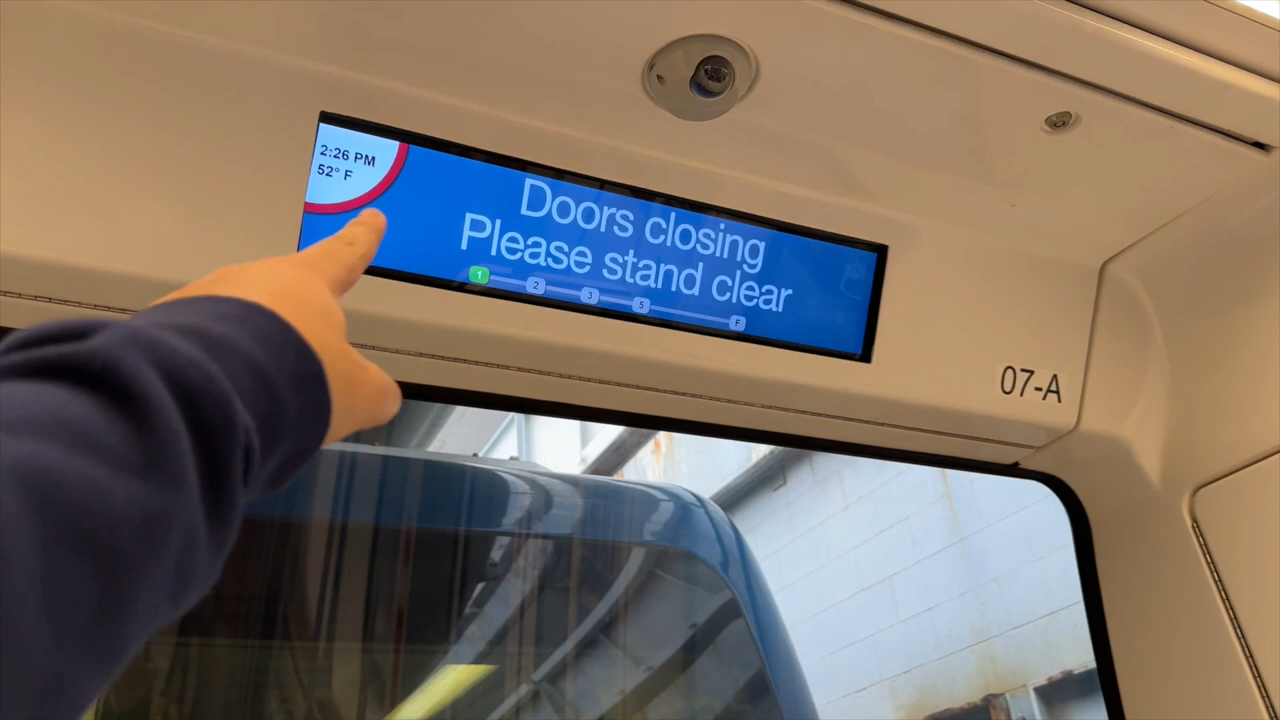 2:26 PM
52° F
Doors closing
Please stand clear
1 2 3 5 F
07-A